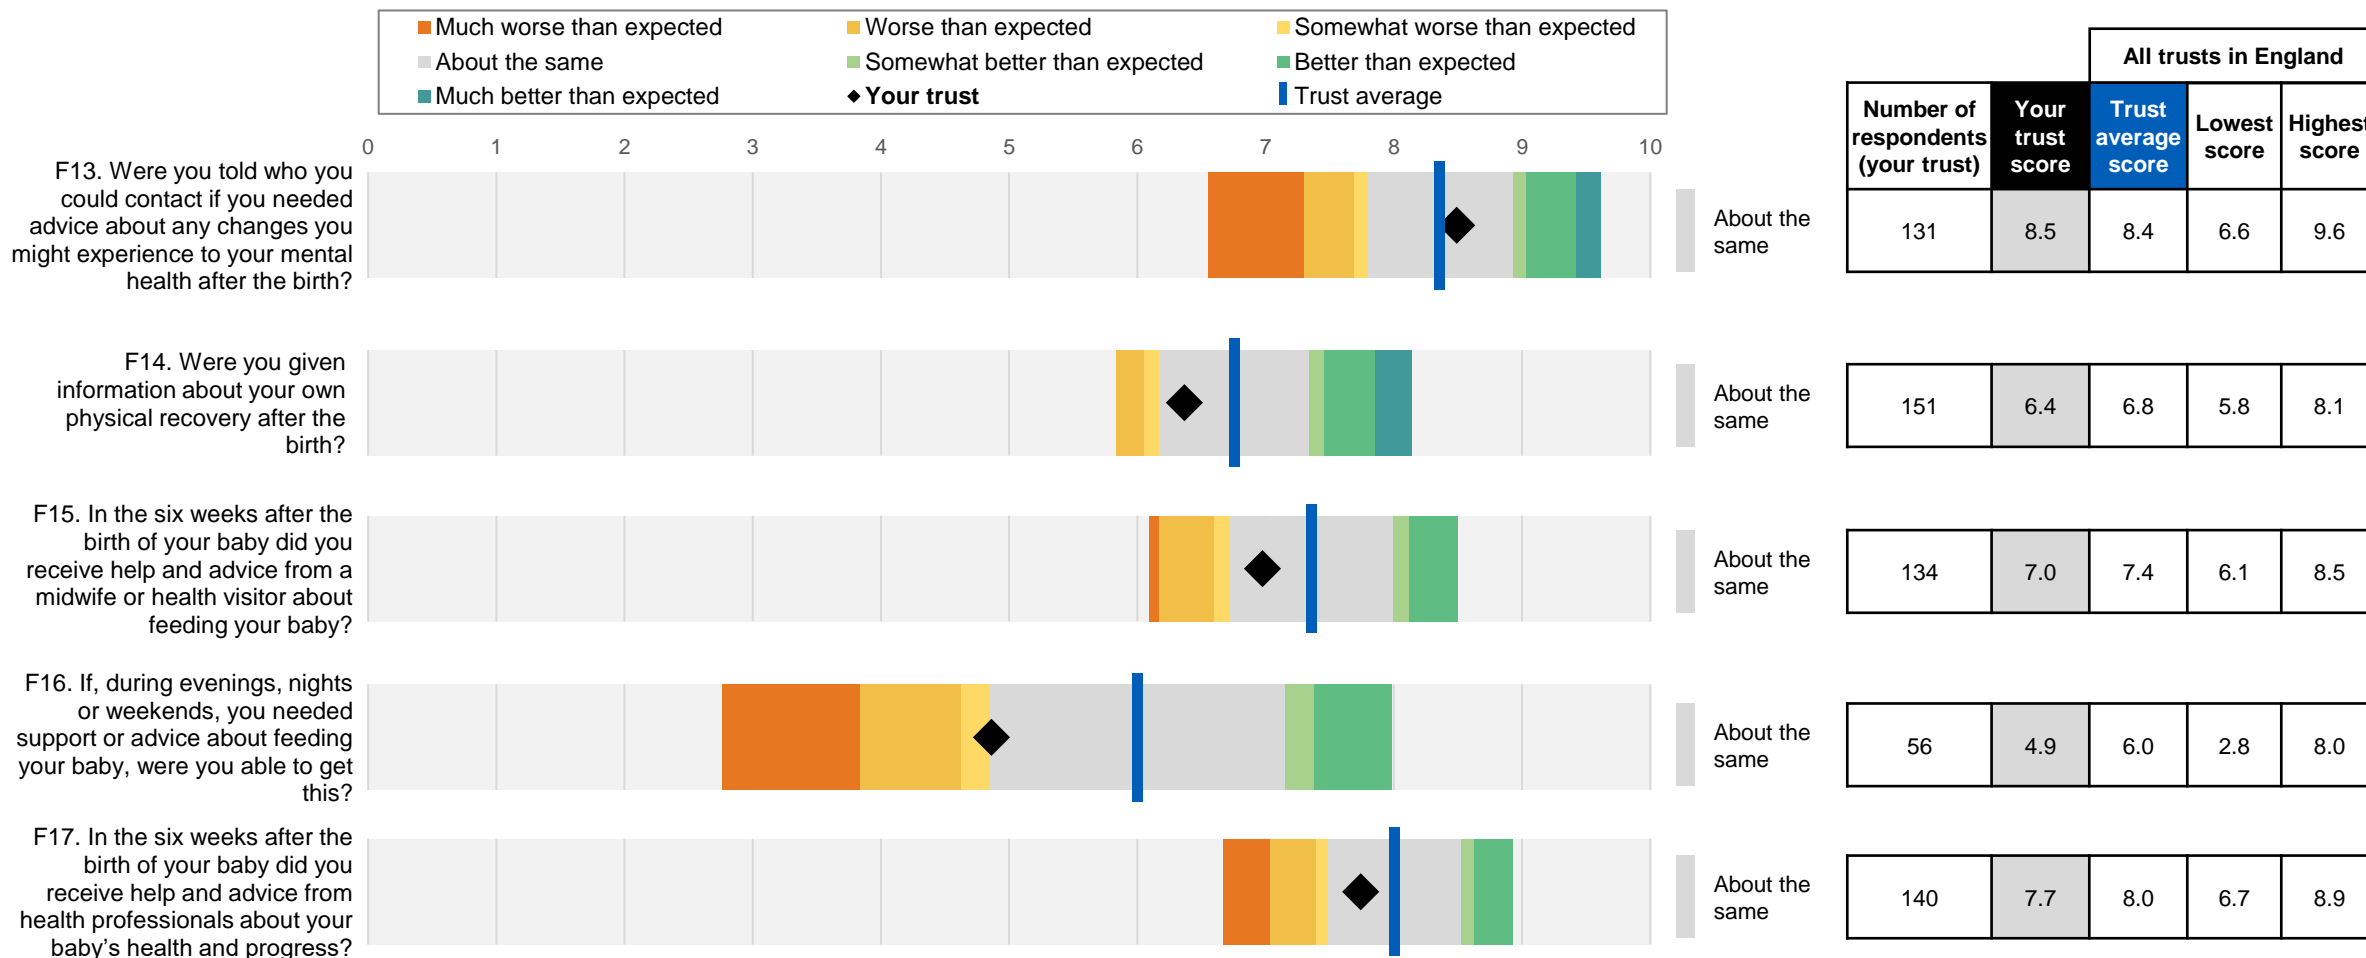 Much worse than expected
Worse than expected
Somewhat worse than expected
About the same
Somewhat better than expected
Better than expected
Much better than expected
Your trust
Trust average
All trusts in England
Number of
respondents
(your trust)
Your
trust
score
Trust
average
score
Lowest
score
Highest
score
0 1 2 3 4 5 6 7 8 9 10
F13. Were you told who you
could contact if you needed
advice about any changes you
might experience to your mental
health after the birth?
About the
same
131 8.5 8.4 6.6 9.6
F14. Were you given
information about your own
physical recovery after the
birth?
About the
same
151 6.4 6.8 5.8 8.1
F15. In the six weeks after the
birth of your baby did you
receive help and advice from a
midwife or health visitor about
feeding your baby?
About the
same
134 7.0 7.4 6.1 8.5
F16. If, during evenings, nights
or weekends, you needed
support or advice about feeding
your baby, were you able to get
this?
About the
same
56 4.9 6.0 2.8 8.0
F17. In the six weeks after the
birth of your baby did you
receive help and advice from
health professionals about your
baby’s health and progress?
About the
same
140 7.7 8.0 6.7 8.9